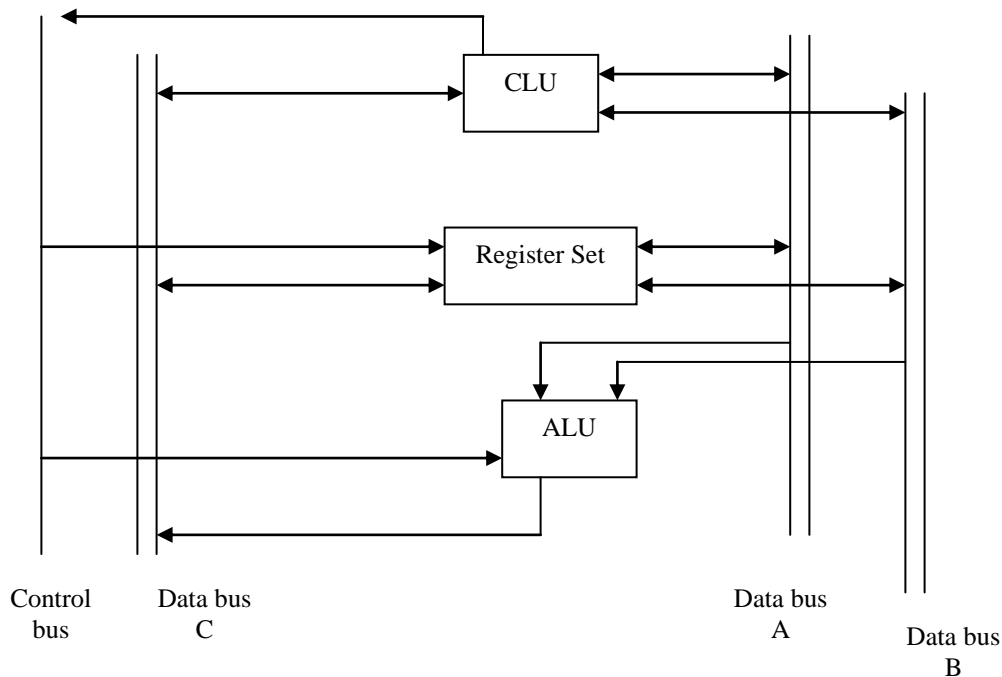 CLU
Register Set
ALU
Control
bus
Data bus
C
Data bus
A
Data bus
B